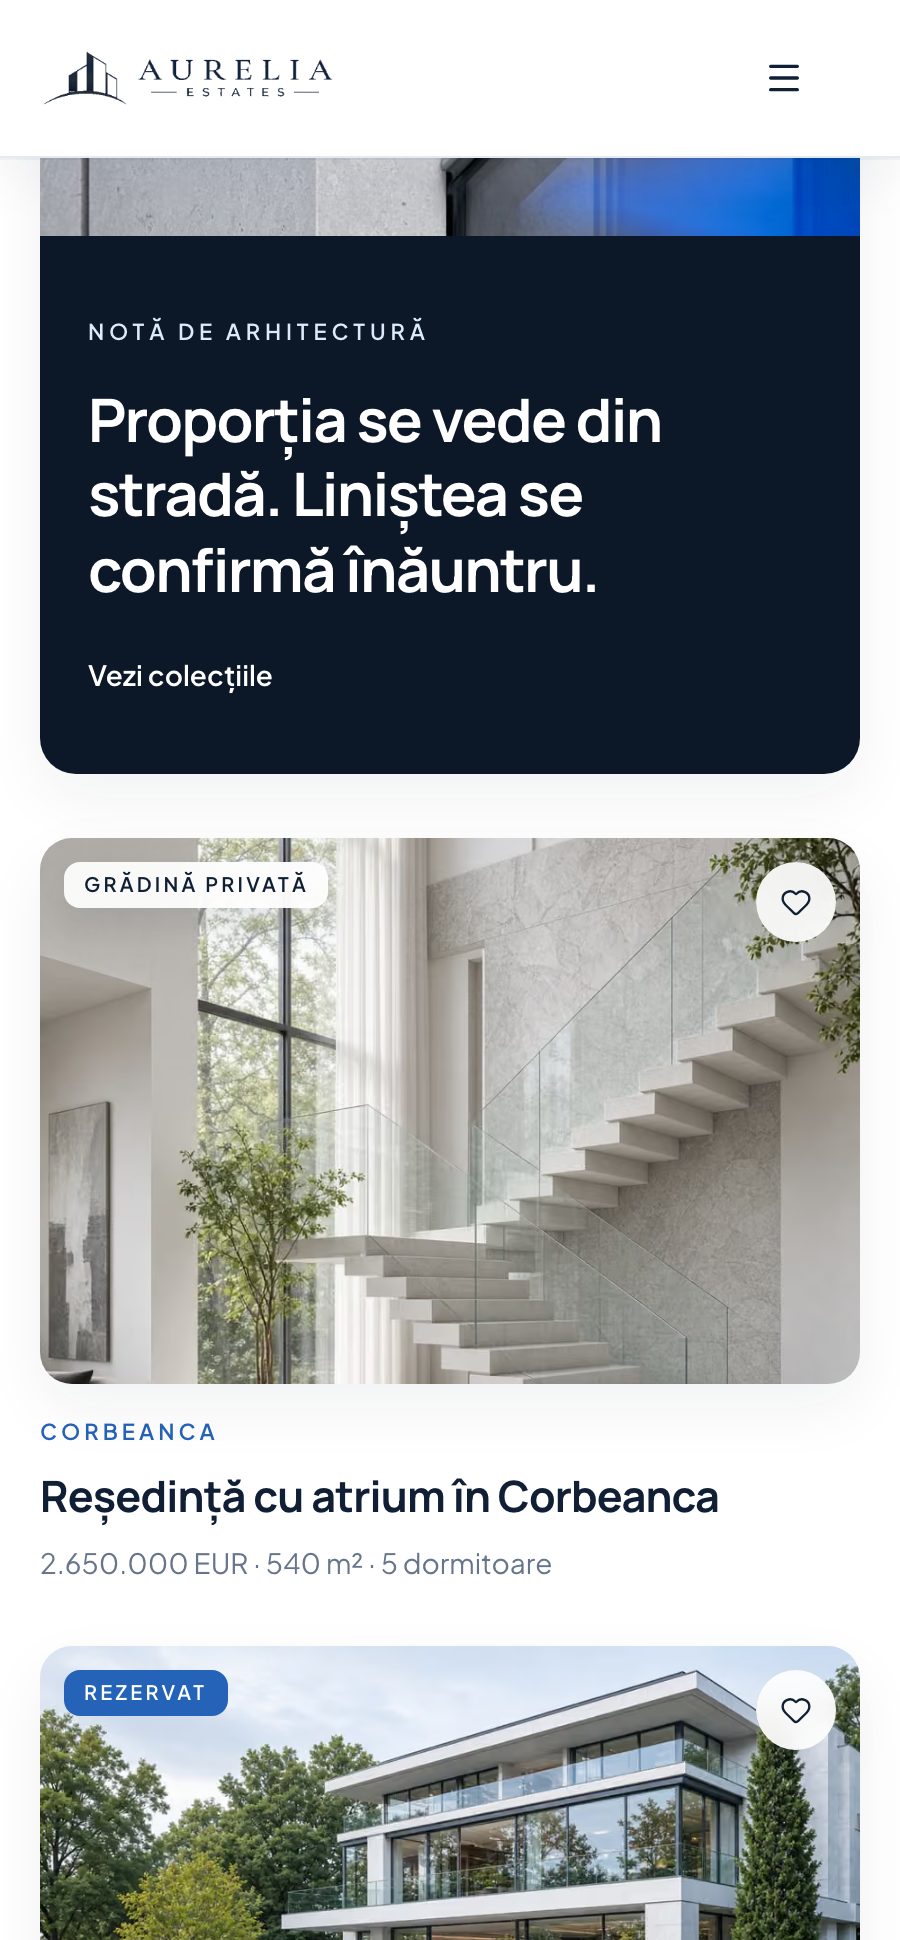 AURELIA
ESTATES
NOTĂ DE ARHITECTURĂ
Proporția se vede din
stradă. Liniștea se
confirmă înăuntru.
Vezi colecțiile
GRĂDINĂ PRIVATĂ
CORBEANCA
Reședință cu atrium în Corbeanca
2.650.000 EUR · 540 m² · 5 dormitoare
REZERVAT